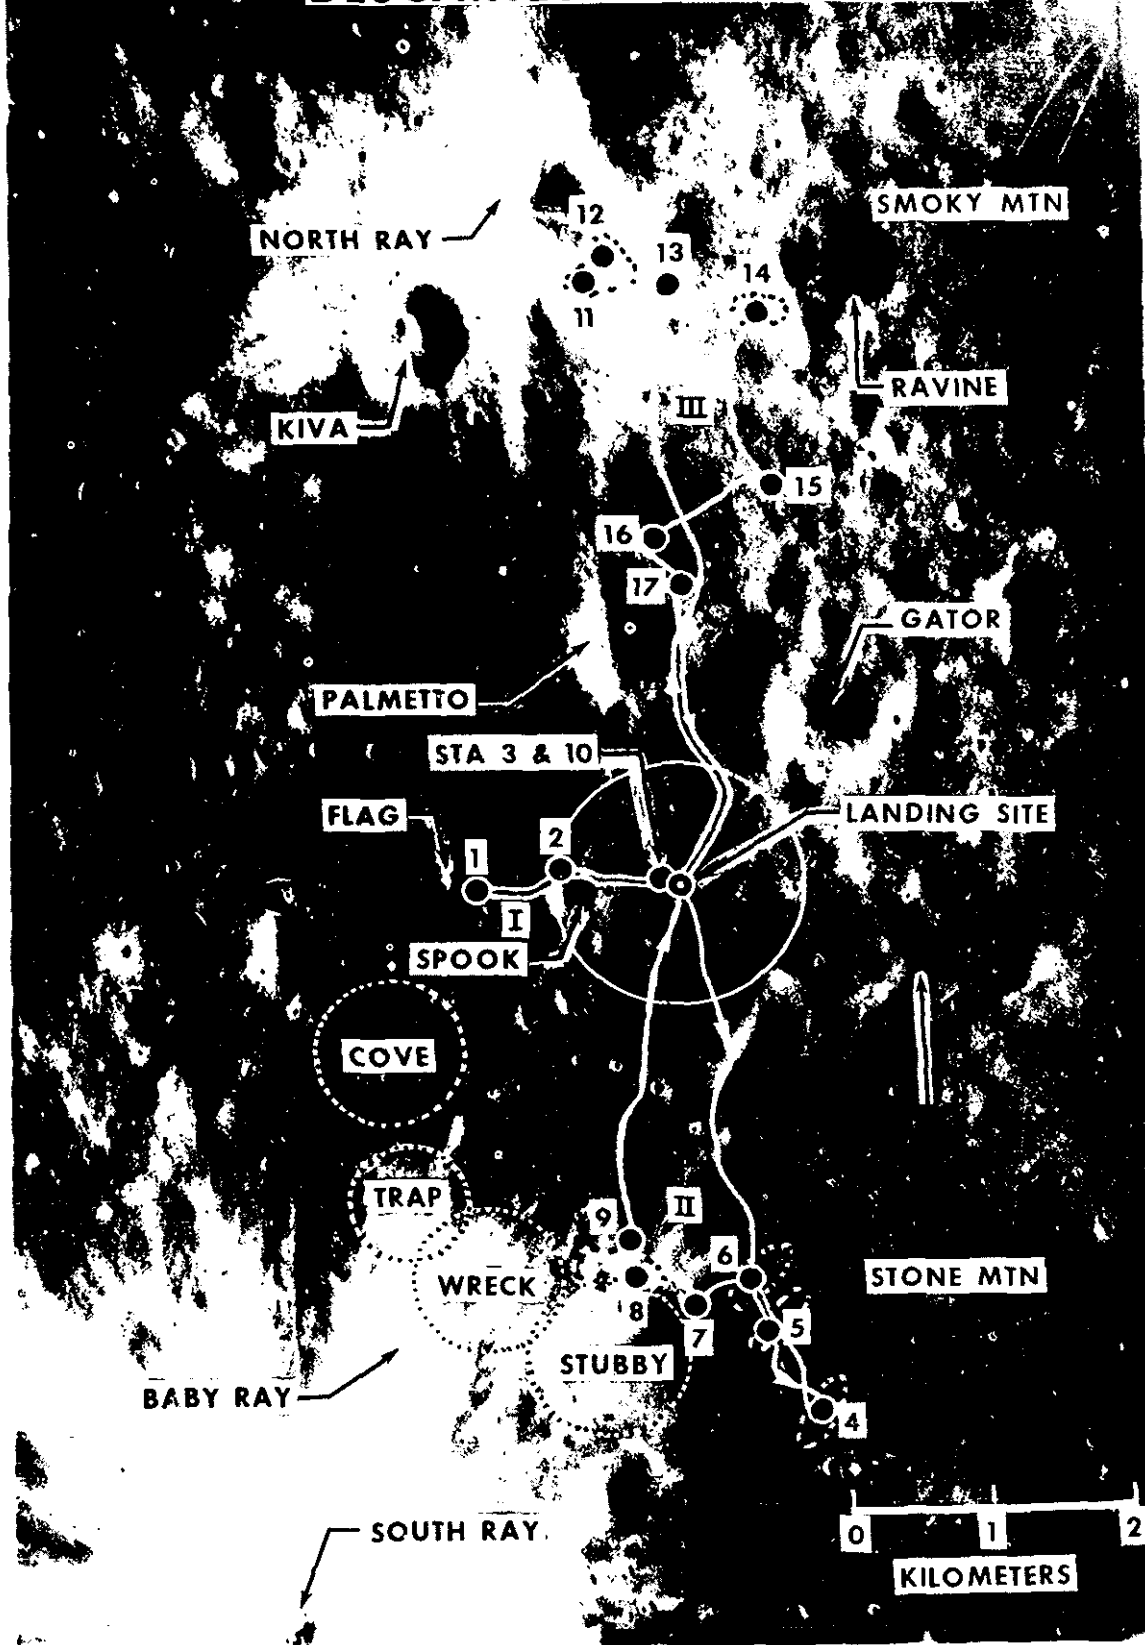 SMOKY MTN
12
NORTH RAY
13
14
11
RAVINE
III
KIVA
15
16
17
GATOR
PALMETTO
STA 3 & 10
FLAG
LANDING SITE
2
1
I
SPOOK
COVE
TRAP
II
9
6
STONE MTN
WRECK
8
7
5
STUBBY
BABY RAY
4
SOUTH RAY
0 1 2
KILOMETERS